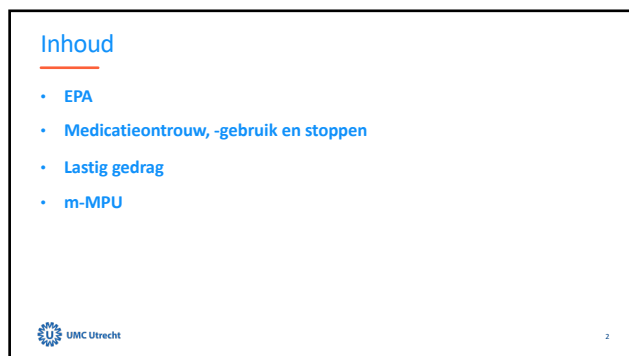 Inhoud
• EPA
• Medicatieontrouw, -gebruik en stoppen
• Lastig gedrag
• m-MPU
UMC Utrecht
2